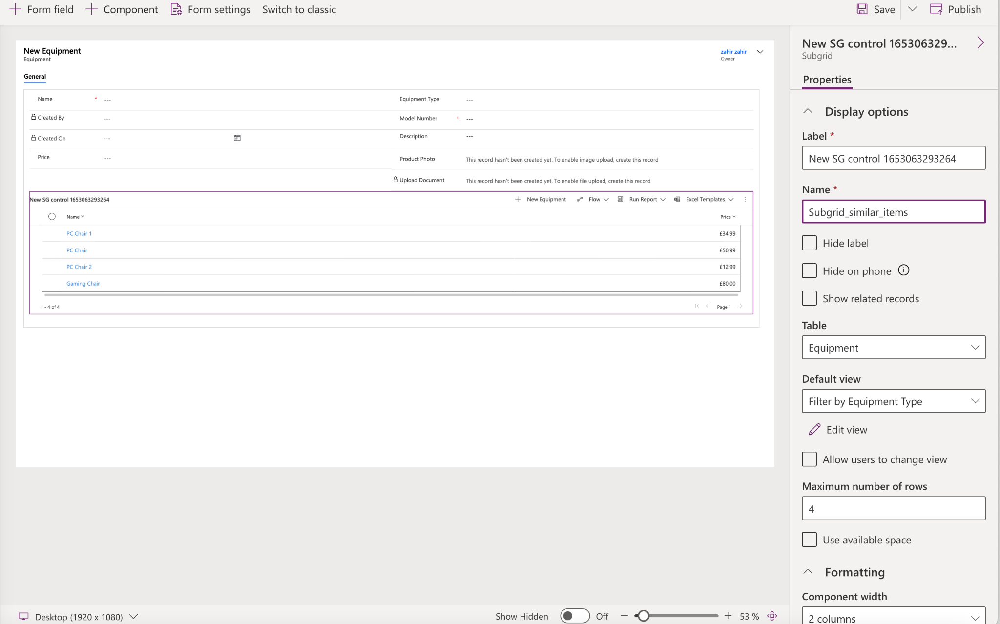 Form field Component Form settings Switch to classic Save Publish
New Equipment
Equipment
zahir zahir
Owner
General
Name * ---
Created By ---
Created On ---
Price ---
Equipment Type ---
Model Number * ---
Description ---
Product Photo This record hasn't been created yet. To enable image upload, create this record
Upload Document This record hasn't been created yet. To enable file upload, create this record
New SG control 1653063293264 New Equipment Flow Run Report Excel Templates
Name Price
PC Chair 1 £34.99
PC Chair £50.99
PC Chair 2 £12.99
Gaming Chair £80.00
1 - 4 of 4 Page 1
Desktop (1920 x 1080) Show Hidden Off 53 %
New SG control 165306329...
Subgrid
Properties
Display options
Label *
New SG control 1653063293264
Name *
Subgrid_similar_items
Hide label
Hide on phone
Show related records
Table
Equipment
Default view
Filter by Equipment Type
Edit view
Allow users to change view
Maximum number of rows
4
Use available space
Formatting
Component width
2 columns